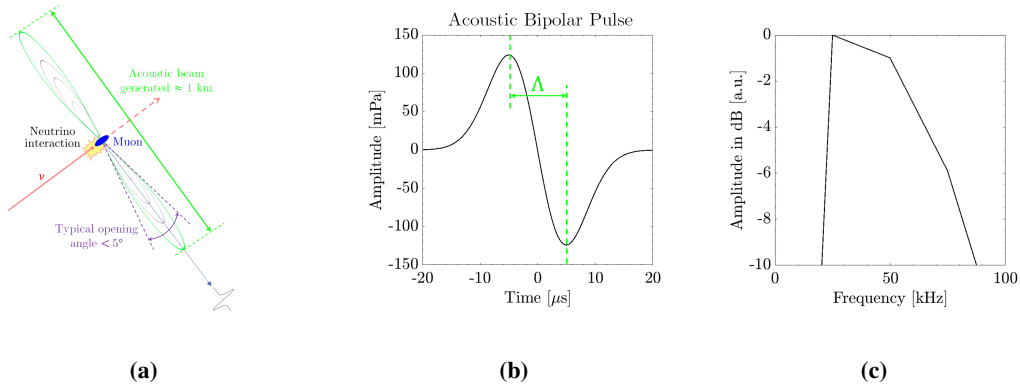 Acoustic beam
generated ≈ 1 km
Neutrino
interaction
Muon
ν
Typical opening
angle < 5°
(a)
Acoustic Bipolar Pulse
Amplitude [mPa]
150
100
50
0
-50
-100
-150
Λ
-20
-10
0
10
20
Time [μs]
(b)
Amplitude in dB [a.u.]
0
-2
-4
-6
-8
-10
0
50
100
Frequency [kHz]
(c)